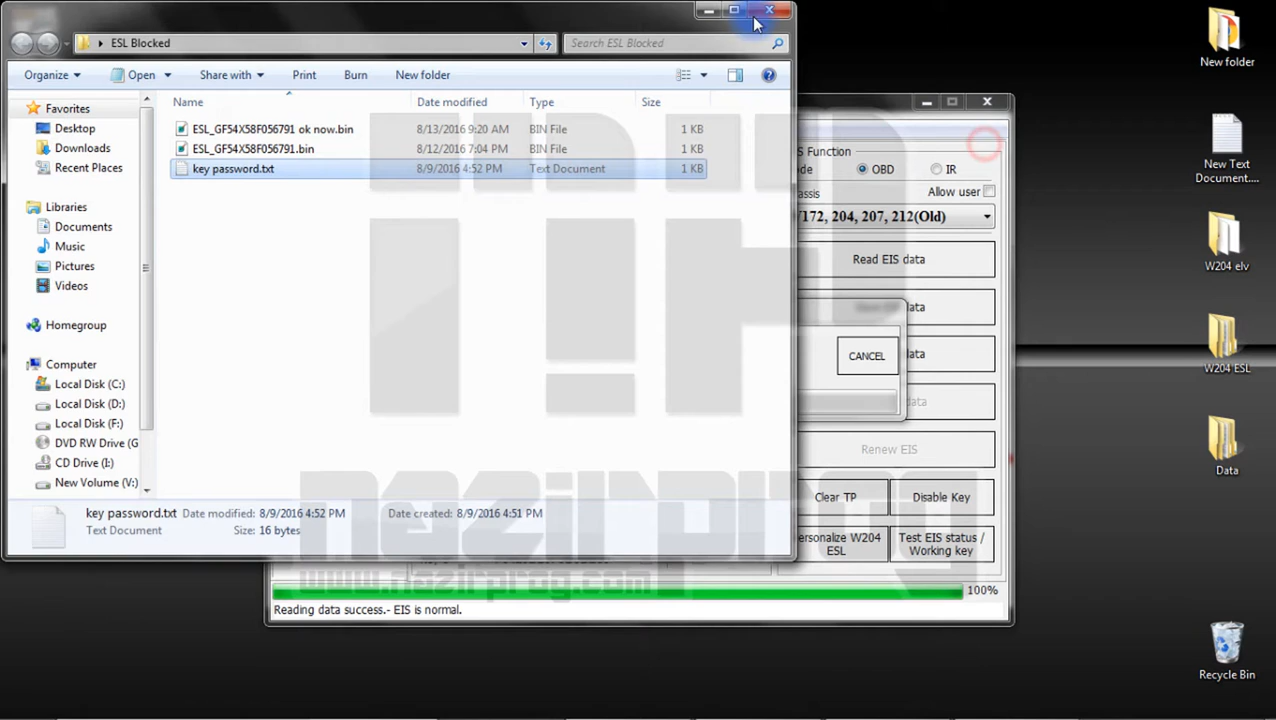 ESL Blocked
Search ESL Blocked
Organize
Open
Share with
Print
Burn
New folder
Favorites
Desktop
Downloads
Recent Places
Libraries
Documents
Music
Pictures
Videos
Homegroup
Computer
Local Disk (C:)
Local Disk (D:)
Local Disk (F:)
DVD RW Drive (G
CD Drive (I:)
New Volume (V:)
Name
Date modified
Type
Size
ESL_GF54X58F056791 ok now.bin
8/13/2016 9:20 AM
BIN File
1 KB
ESL_GF54X58F056791.bin
8/12/2016 7:04 PM
BIN File
1 KB
key password.txt
8/9/2016 4:52 PM
Text Document
1 KB
key password.txt
Date modified: 8/9/2016 4:52 PM
Date created: 8/9/2016 4:51 PM
Text Document
Size: 16 bytes
S Function
OBD
IR
Allow user
172, 204, 207, 212(Old)
Read EIS data
data
CANCEL
data
data
Renew EIS
Clear TP
Disable Key
ersonalize W204
ESL
Test EIS status /
Working key
100%
Reading data success.- EIS is normal.
nazirprog
www.nazirprog.com
New folder
New Text
Document....
W204 elv
W204 ESL
Data
Recycle Bin